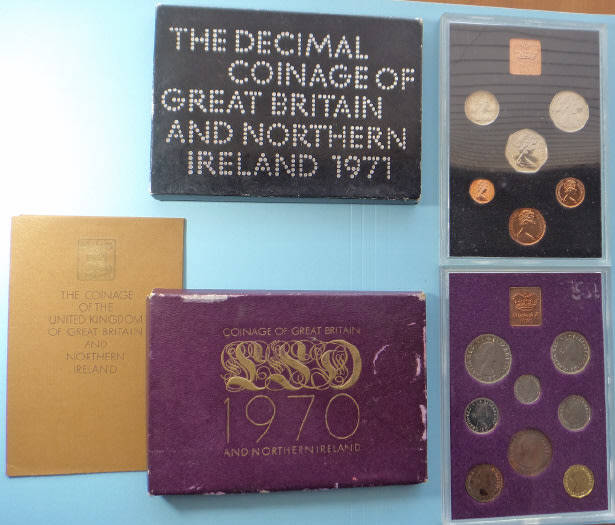 THE DECIMAL
COINAGE OF
GREAT BRITAIN
AND NORTHERN
IRELAND 1971
THE COINAGE
OF THE
UNITED KINGDOM
OF GREAT BRITAIN
AND
NORTHERN
IRELAND
COINAGE OF GREAT BRITAIN
LSD
1970
AND NORTHERN IRELAND